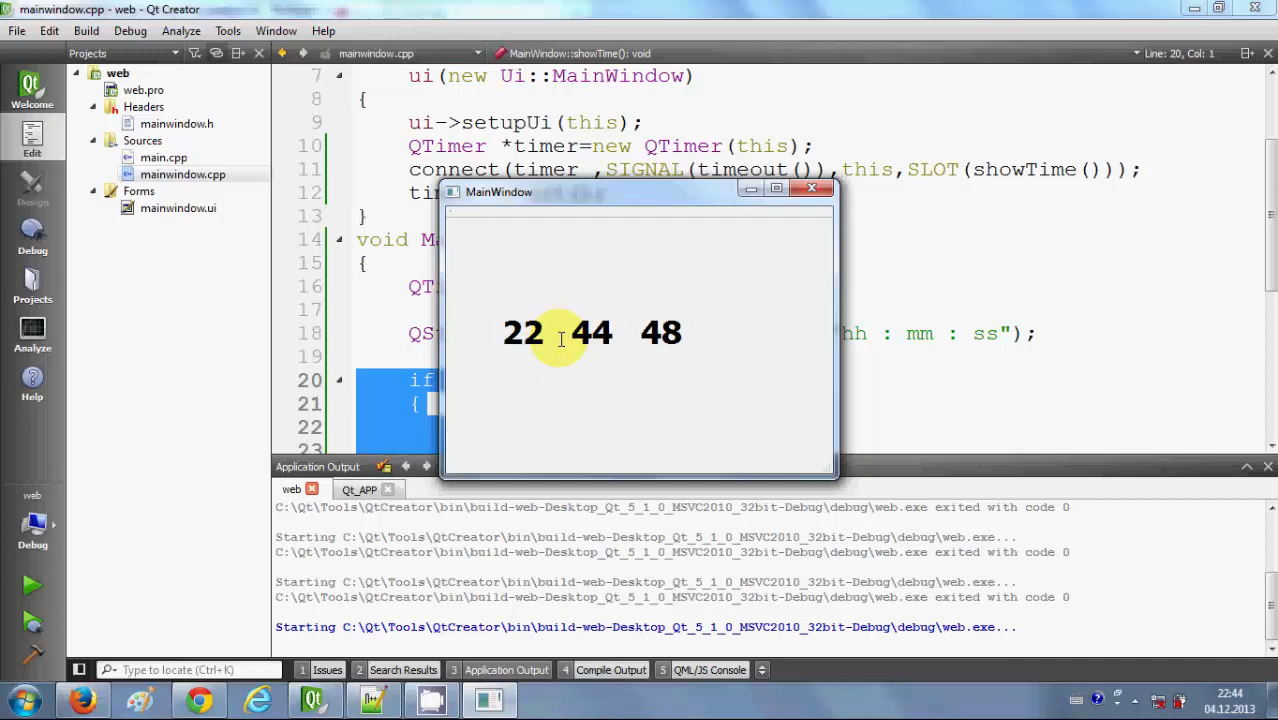 mainwindow.cpp - web - Qt Creator
File Edit Build Debug Analyze Tools Window Help
Projects mainwindow.cpp MainWindow::showTime(): void Line: 20, Col: 1
Welcome
Edit
Design
Debug
Projects
Analyze
Help
web
Debug
web
web.pro
Headers
mainwindow.h
Sources
main.cpp
mainwindow.cpp
Forms
mainwindow.ui
7 ui(new Ui::MainWindow)
8 {
9 ui->setupUi(this);
10 QTimer *timer=new QTimer(this);
11 connect(timer ,SIGNAL(timeout()),this,SLOT(showTime()));
12
13 }
14 void
15 {
16
17
18 hh : mm : ss");
19
20 if
21 {
22
23
MainWindow
22 44 48
Application Output
web Qt_APP
C:\Qt\Tools\QtCreator\bin\build-web-Desktop_Qt_5_1_0_MSVC2010_32bit-Debug\debug\web.exe exited with code 0
Starting C:\Qt\Tools\QtCreator\bin\build-web-Desktop_Qt_5_1_0_MSVC2010_32bit-Debug\debug\web.exe...
C:\Qt\Tools\QtCreator\bin\build-web-Desktop_Qt_5_1_0_MSVC2010_32bit-Debug\debug\web.exe exited with code 0
Starting C:\Qt\Tools\QtCreator\bin\build-web-Desktop_Qt_5_1_0_MSVC2010_32bit-Debug\debug\web.exe...
C:\Qt\Tools\QtCreator\bin\build-web-Desktop_Qt_5_1_0_MSVC2010_32bit-Debug\debug\web.exe exited with code 0
Starting C:\Qt\Tools\QtCreator\bin\build-web-Desktop_Qt_5_1_0_MSVC2010_32bit-Debug\debug\web.exe...
Type to locate (Ctrl+K) 1 Issues 2 Search Results 3 Application Output 4 Compile Output 5 QML/JS Console
22:44
04.12.2013